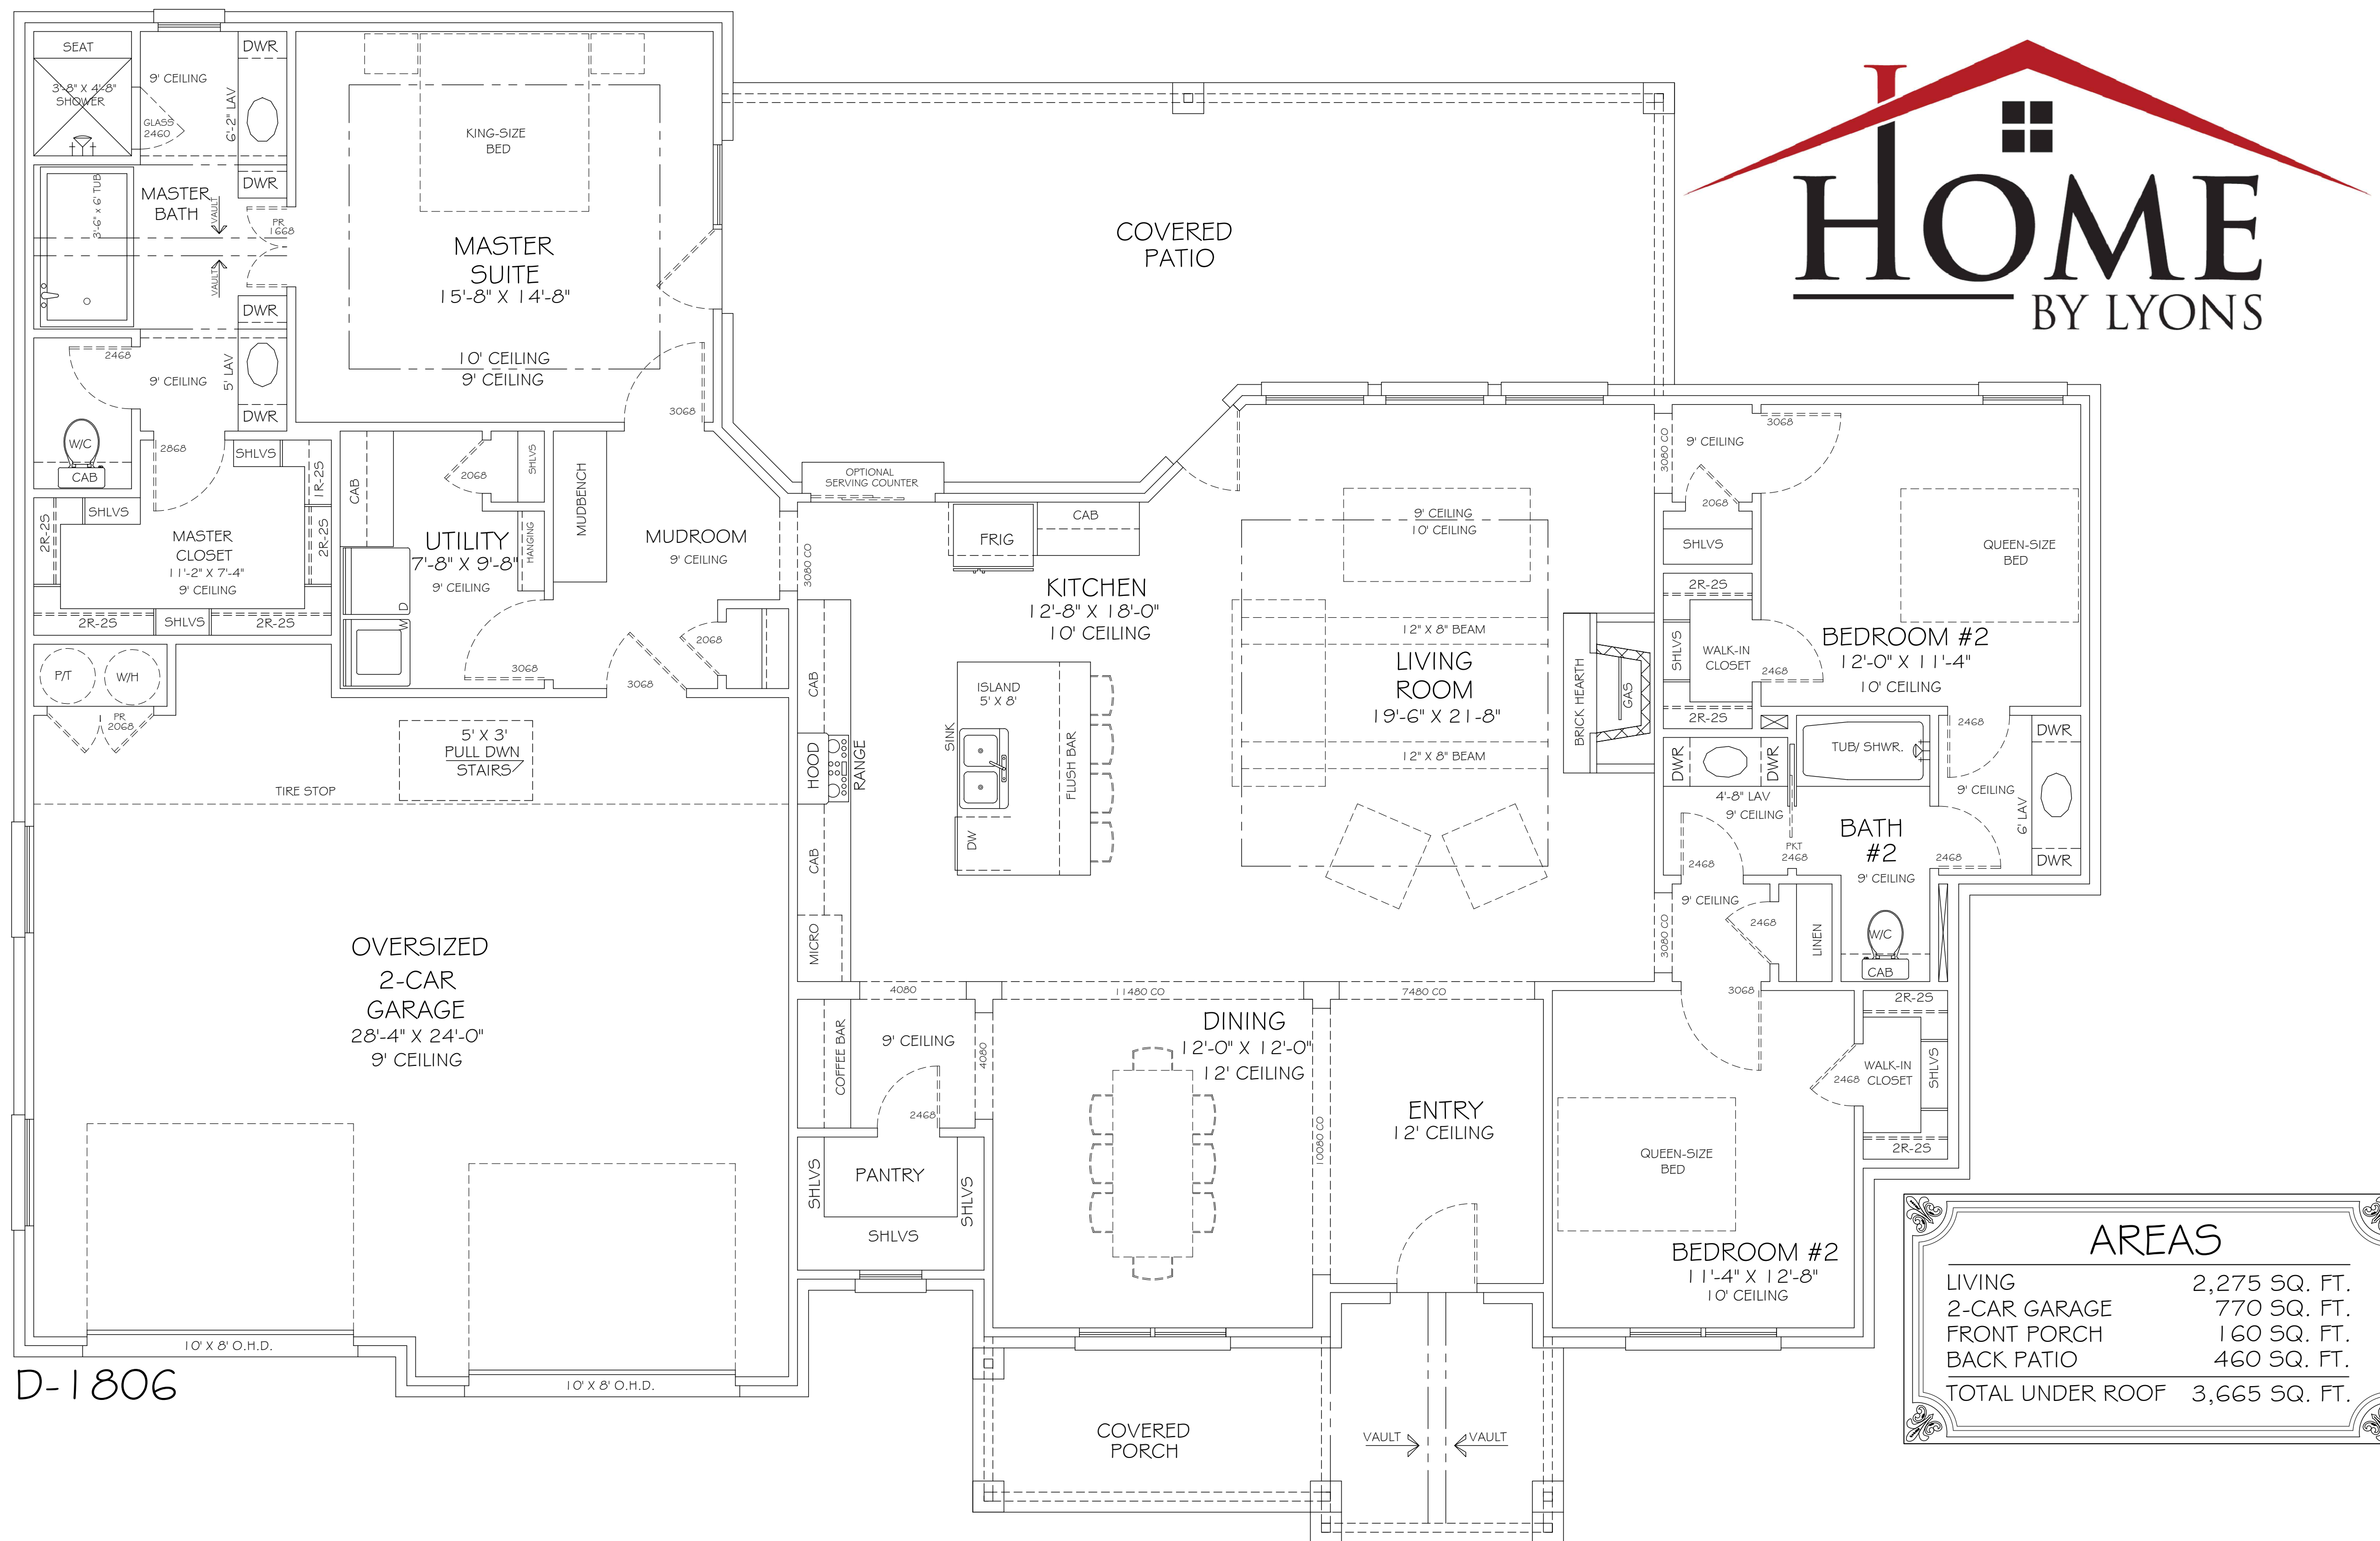 SEAT
3'-8" X 4'-8"
SHOWER
9' CEILING
GLASS
2460
DWR
6'-2" LAV
DWR
3'-6" x 6' TUB
MASTER
BATH
VAULT
VAULT
PR
1668
DWR
5' LAV
DWR
2468
9' CEILING
W/C
CAB
2868
KING-SIZE
BED
MASTER
SUITE
15'-8" X 14'-8"
10' CEILING
9' CEILING
3068
COVERED
PATIO
HOME
BY LYONS
SHLVS
1R-2S
2R-2S
SHLVS
2R-2S
MASTER
CLOSET
11'-2" X 7'-4"
9' CEILING
2R-2S
SHLVS
2R-2S
CAB
2068
SHLVS
UTILITY
7'-8" X 9'-8"
9' CEILING
HANGING
D
W
3068
MUDBENCH
MUDROOM
9' CEILING
3080 CO
2068
3068
OPTIONAL
SERVING COUNTER
FRIG
CAB
KITCHEN
12'-8" X 18'-0"
10' CEILING
ISLAND
5' X 8'
SINK
FLUSH BAR
DW
CAB
HOOD
RANGE
CAB
MICRO
9' CEILING
10' CEILING
12" X 8" BEAM
LIVING
ROOM
19'-6" X 21-8"
12" X 8" BEAM
BRICK HEARTH
GAS
3080 CO
9' CEILING
3068
2068
SHLVS
2R-2S
SHLVS
WALK-IN
CLOSET
2468
2R-2S
QUEEN-SIZE
BED
BEDROOM #2
12'-0" X 11'-4"
10' CEILING
2468
DWR
DWR
4'-8" LAV
9' CEILING
TUB/ SHWR.
DWR
9' CEILING
6' LAV
DWR
BATH
#2
9' CEILING
PKT
2468
2468
2468
9' CEILING
2468
LINEN
W/C
CAB
3080 CO
3068
P/T
W/H
PR
2068
5' X 3'
PULL DWN
STAIRS
TIRE STOP
OVERSIZED
2-CAR
GARAGE
28'-4" X 24'-0"
9' CEILING
10' X 8' O.H.D.
10' X 8' O.H.D.
D-1806
4080
11480 CO
7480 CO
COFFEE BAR
9' CEILING
4080
2468
SHLVS
PANTRY
SHLVS
SHLVS
DINING
12'-0" X 12'-0"
12' CEILING
10080 CO
ENTRY
12' CEILING
2R-2S
WALK-IN
CLOSET
SHLVS
2468
2R-2S
QUEEN-SIZE
BED
BEDROOM #2
11'-4" X 12'-8"
10' CEILING
COVERED
PORCH
VAULT
VAULT
AREAS
LIVING 2,275 SQ. FT.
2-CAR GARAGE 770 SQ. FT.
FRONT PORCH 160 SQ. FT.
BACK PATIO 460 SQ. FT.
TOTAL UNDER ROOF 3,665 SQ. FT.